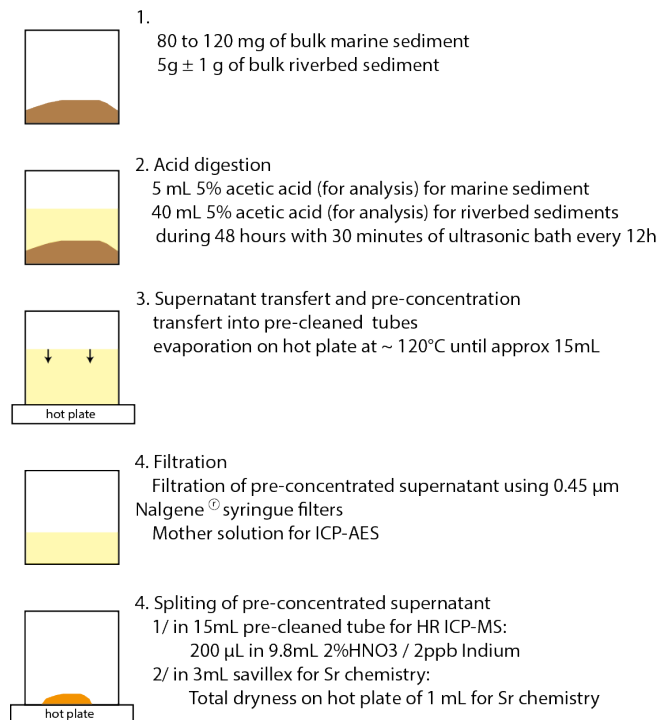 1.
80 to 120 mg of bulk marine sediment
5g ± 1 g of bulk riverbed sediment
2. Acid digestion
5 mL 5% acetic acid (for analysis) for marine sediment
40 mL 5% acetic acid (for analysis) for riverbed sediments
during 48 hours with 30 minutes of ultrasonic bath every 12h
3. Supernatant transfert and pre-concentration
transfert into pre-cleaned tubes
evaporation on hot plate at ~ 120°C until approx 15mL
hot plate
4. Filtration
Filtration of pre-concentrated supernatant using 0.45 µm
Nalgene ⓡ syringue filters
Mother solution for ICP-AES
4. Spliting of pre-concentrated supernatant
1/ in 15mL pre-cleaned tube for HR ICP-MS:
200 µL in 9.8mL 2%HNO3 / 2ppb Indium
2/ in 3mL savillex for Sr chemistry:
Total dryness on hot plate of 1 mL for Sr chemistry
hot plate